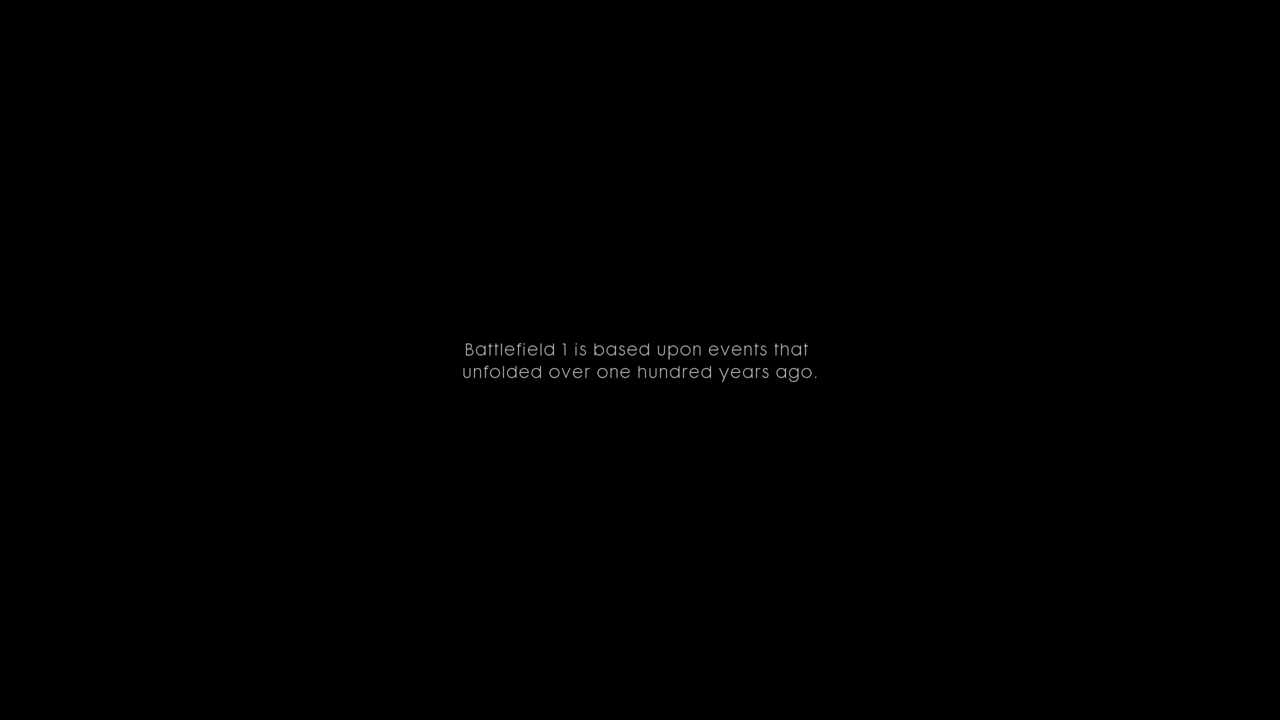 Battlefield 1 is based upon events that
unfolded over one hundred years ago.